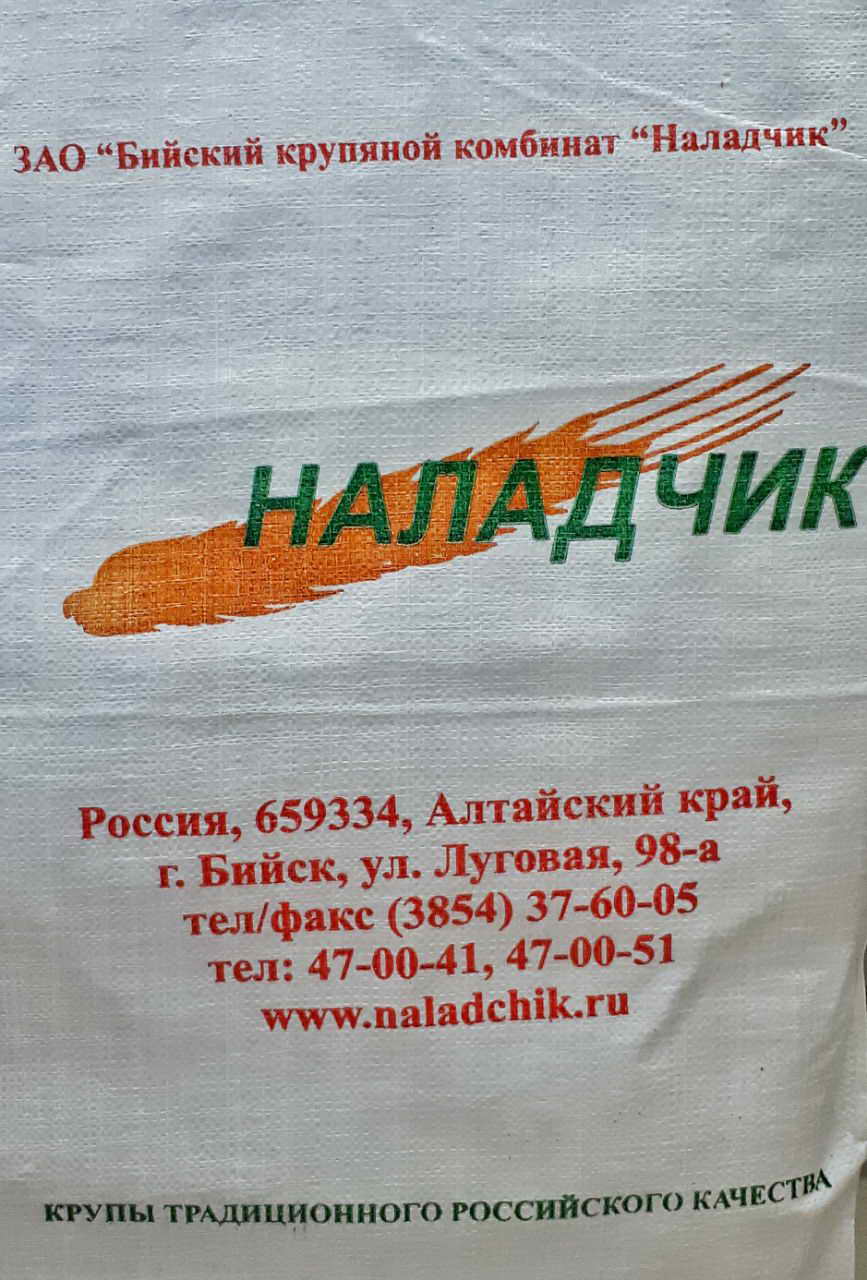 ЗАО “Бийский крупяной комбинат “Наладчик”
НАЛАДЧИК
Россия, 659334, Алтайский край,
г. Бийск, ул. Луговая, 98-а
тел/факс (3854) 37-60-05
тел: 47-00-41, 47-00-51
www.naladchik.ru
КРУПЫ ТРАДИЦИОННОГО РОССИЙСКОГО КАЧЕСТВА